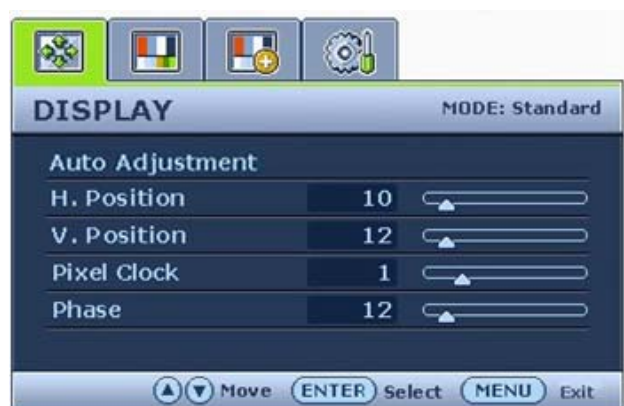 DISPLAY MODE: Standard
Auto Adjustment
H. Position 10
V. Position 12
Pixel Clock 1
Phase 12
Move ENTER Select MENU Exit